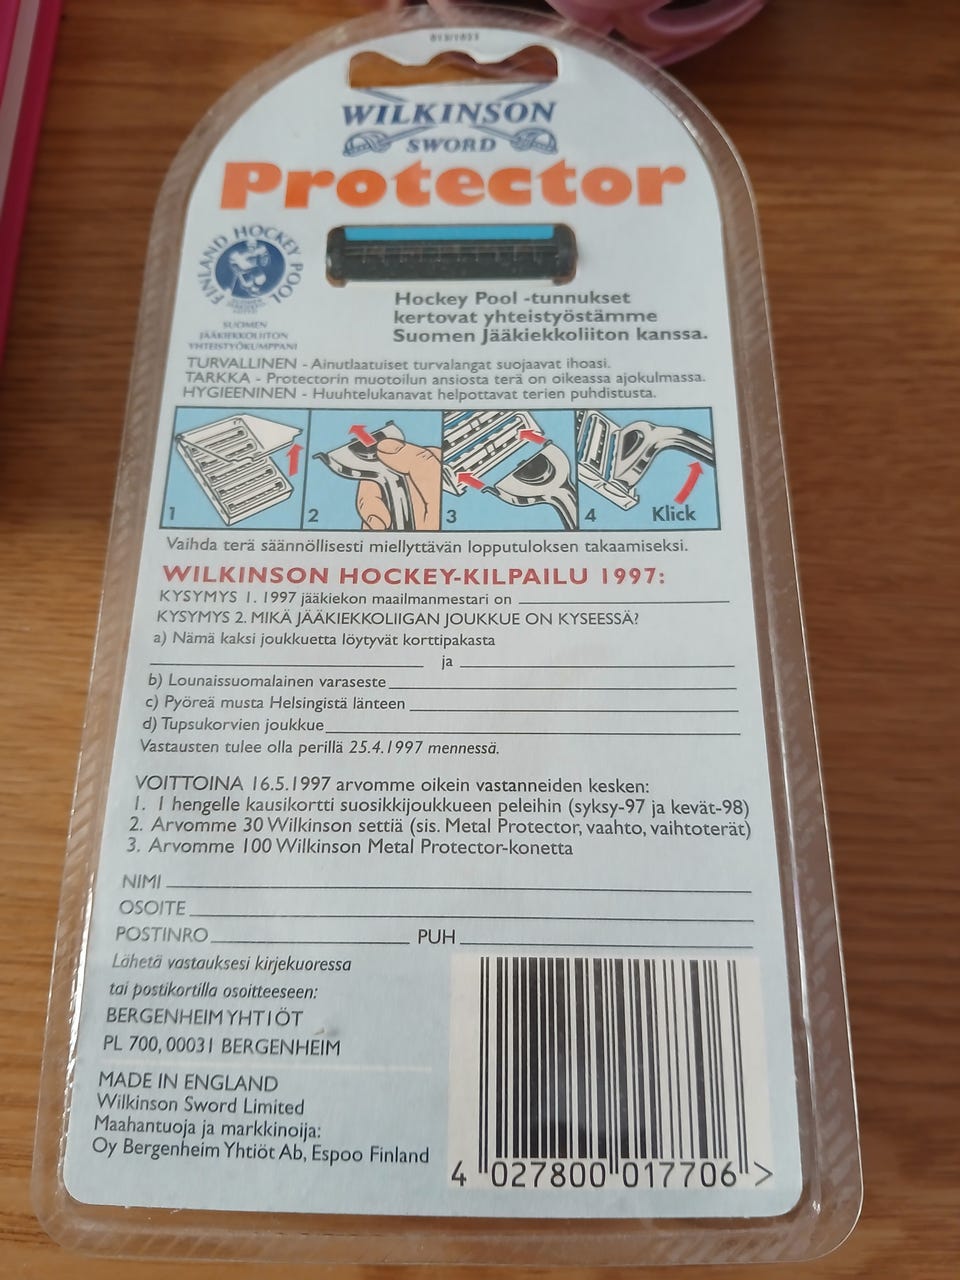 WILKINSON
SWORD
Protector
FINLAND HOCKEY POOL
SUOMEN
JÄÄKIEKKOLIITON
YHTEISTYÖKUMPPANI
Hockey Pool -tunnukset
kertovat yhteistyöstämme
Suomen Jääkiekkoliiton kanssa.
TURVALLINEN - Ainutlaatuiset turvalangat suojaavat ihoasi.
TARKKA - Protectorin muotoilun ansiosta terä on oikeassa ajokulmassa.
HYGIEENINEN - Huuhtelukanavat helpottavat terien puhdistusta.
1 2 3 4 Klick
Vaihda terä säännöllisesti miellyttävän lopputuloksen takaamiseksi.
WILKINSON HOCKEY-KILPAILU 1997:
KYSYMYS 1. 1997 jääkiekon maailmanmestari on
KYSYMYS 2. MIKÄ JÄÄKIEKKOLIIGAN JOUKKUE ON KYSEESSÄ?
a) Nämä kaksi joukkuetta löytyvät korttipakasta
ja
b) Lounaissuomalainen varaseste
c) Pyöreä musta Helsingistä länteen
d) Tupsukorvien joukkue
Vastausten tulee olla perillä 25.4.1997 mennessä.
VOITTOINA 16.5.1997 arvomme oikein vastanneiden kesken:
1. 1 hengelle kausikortti suosikkijoukkueen peleihin (syksy-97 ja kevät-98)
2. Arvomme 30 Wilkinson settiä (sis. Metal Protector, vaahto, vaihtoterät)
3. Arvomme 100 Wilkinson Metal Protector-konetta
NIMI
OSOITE
POSTINRO PUH
Lähetä vastauksesi kirjekuoressa
tai postikortilla osoitteeseen:
BERGENHEIM YHTIÖT
PL 700, 00031 BERGENHEIM
MADE IN ENGLAND
Wilkinson Sword Limited
Maahantuoja ja markkinoija:
Oy Bergenheim Yhtiöt Ab, Espoo Finland
4 027800 017706 >